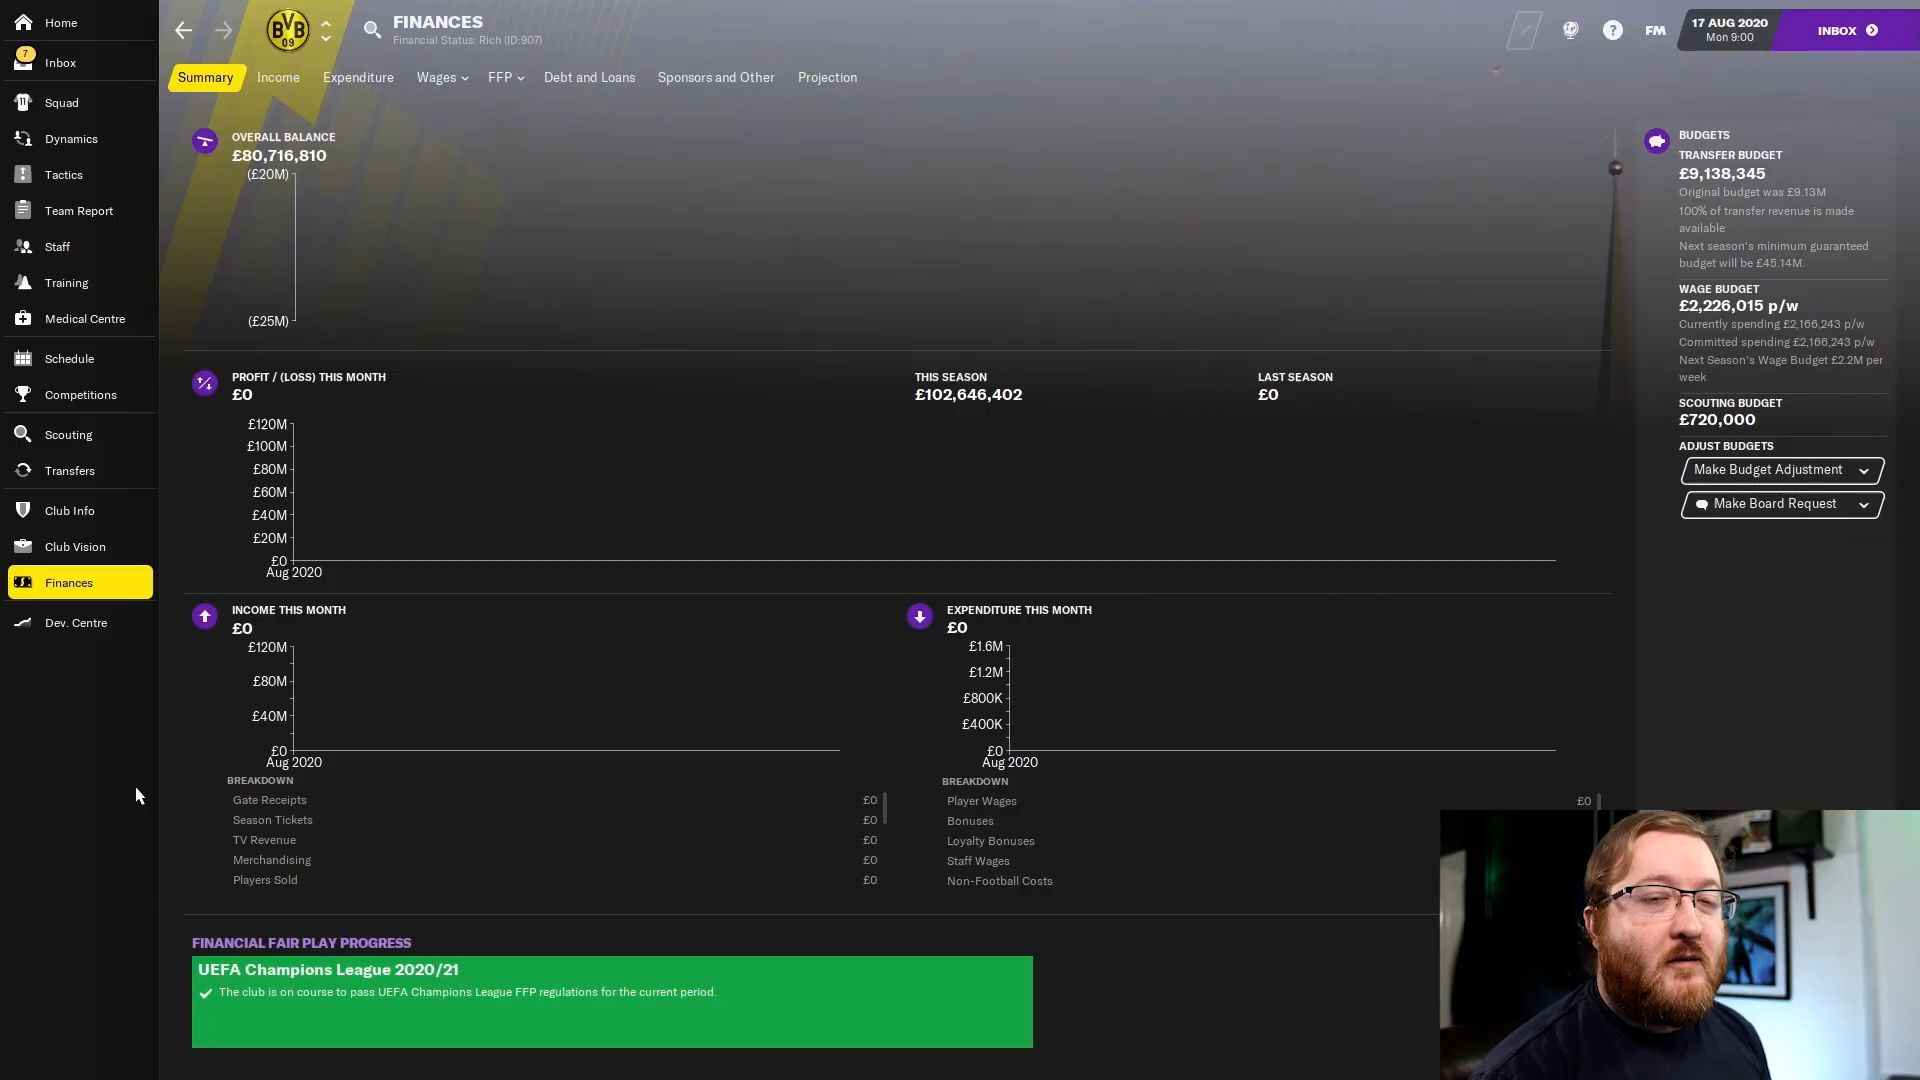 Home
7
Inbox
Squad
Dynamics
Tactics
Team Report
Staff
Training
Medical Centre
Schedule
Competitions
Scouting
Transfers
Club Info
Club Vision
Finances
Dev. Centre
BVB
09
FINANCES
Financial Status: Rich (ID:907)
FM
17 AUG 2020
Mon 9:00
INBOX
Summary
Income
Expenditure
Wages
FFP
Debt and Loans
Sponsors and Other
Projection
OVERALL BALANCE
£80,716,810
(£20M)
(£25M)
PROFIT / (LOSS) THIS MONTH
£0
THIS SEASON
£102,646,402
LAST SEASON
£0
£120M
£100M
£80M
£60M
£40M
£20M
£0
Aug 2020
INCOME THIS MONTH
£0
£120M
£80M
£40M
£0
Aug 2020
BREAKDOWN
Gate Receipts £0
Season Tickets £0
TV Revenue £0
Merchandising £0
Players Sold £0
EXPENDITURE THIS MONTH
£0
£1.6M
£1.2M
£800K
£400K
£0
Aug 2020
BREAKDOWN
Player Wages £0
Bonuses
Loyalty Bonuses
Staff Wages
Non-Football Costs
FINANCIAL FAIR PLAY PROGRESS
UEFA Champions League 2020/21
The club is on course to pass UEFA Champions League FFP regulations for the current period.
BUDGETS
TRANSFER BUDGET
£9,138,345
Original budget was £9.13M
100% of transfer revenue is made
available
Next season's minimum guaranteed
budget will be £45.14M.
WAGE BUDGET
£2,226,015 p/w
Currently spending £2,166,243 p/w
Committed spending £2,166,243 p/w
Next Season's Wage Budget £2.2M per
week
SCOUTING BUDGET
£720,000
ADJUST BUDGETS
Make Budget Adjustment
Make Board Request